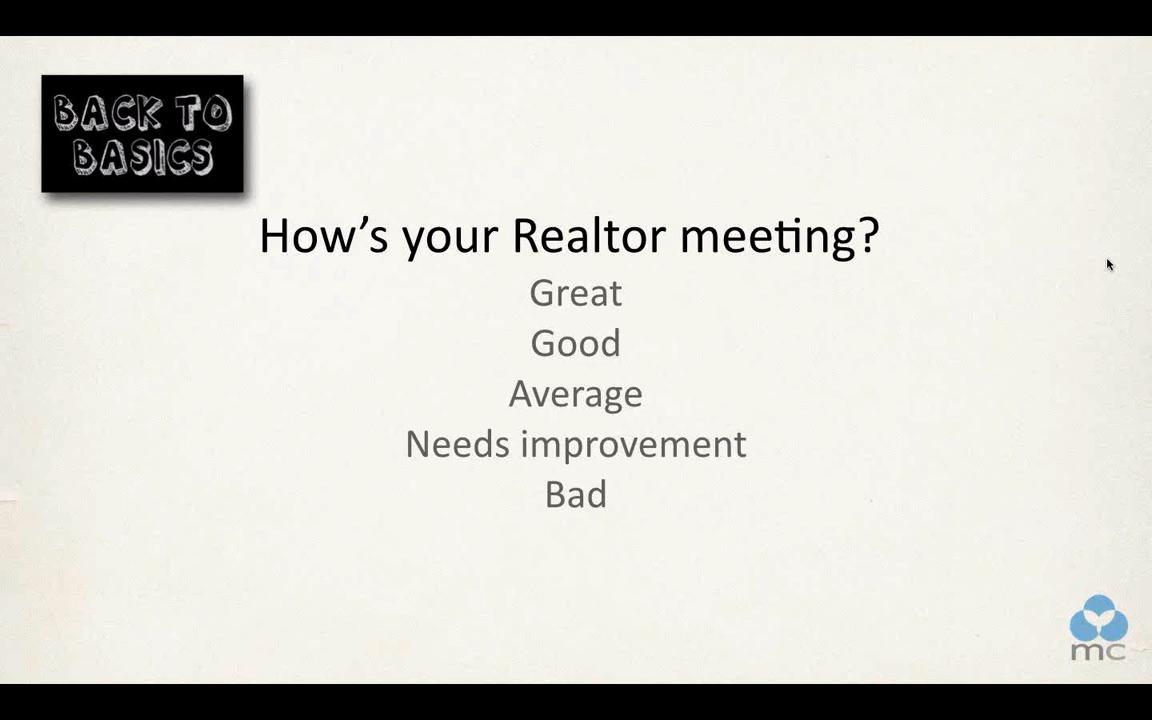 BACK TO
BASICS
How's your Realtor meeting?
Great
Good
Average
Needs improvement
Bad
mc